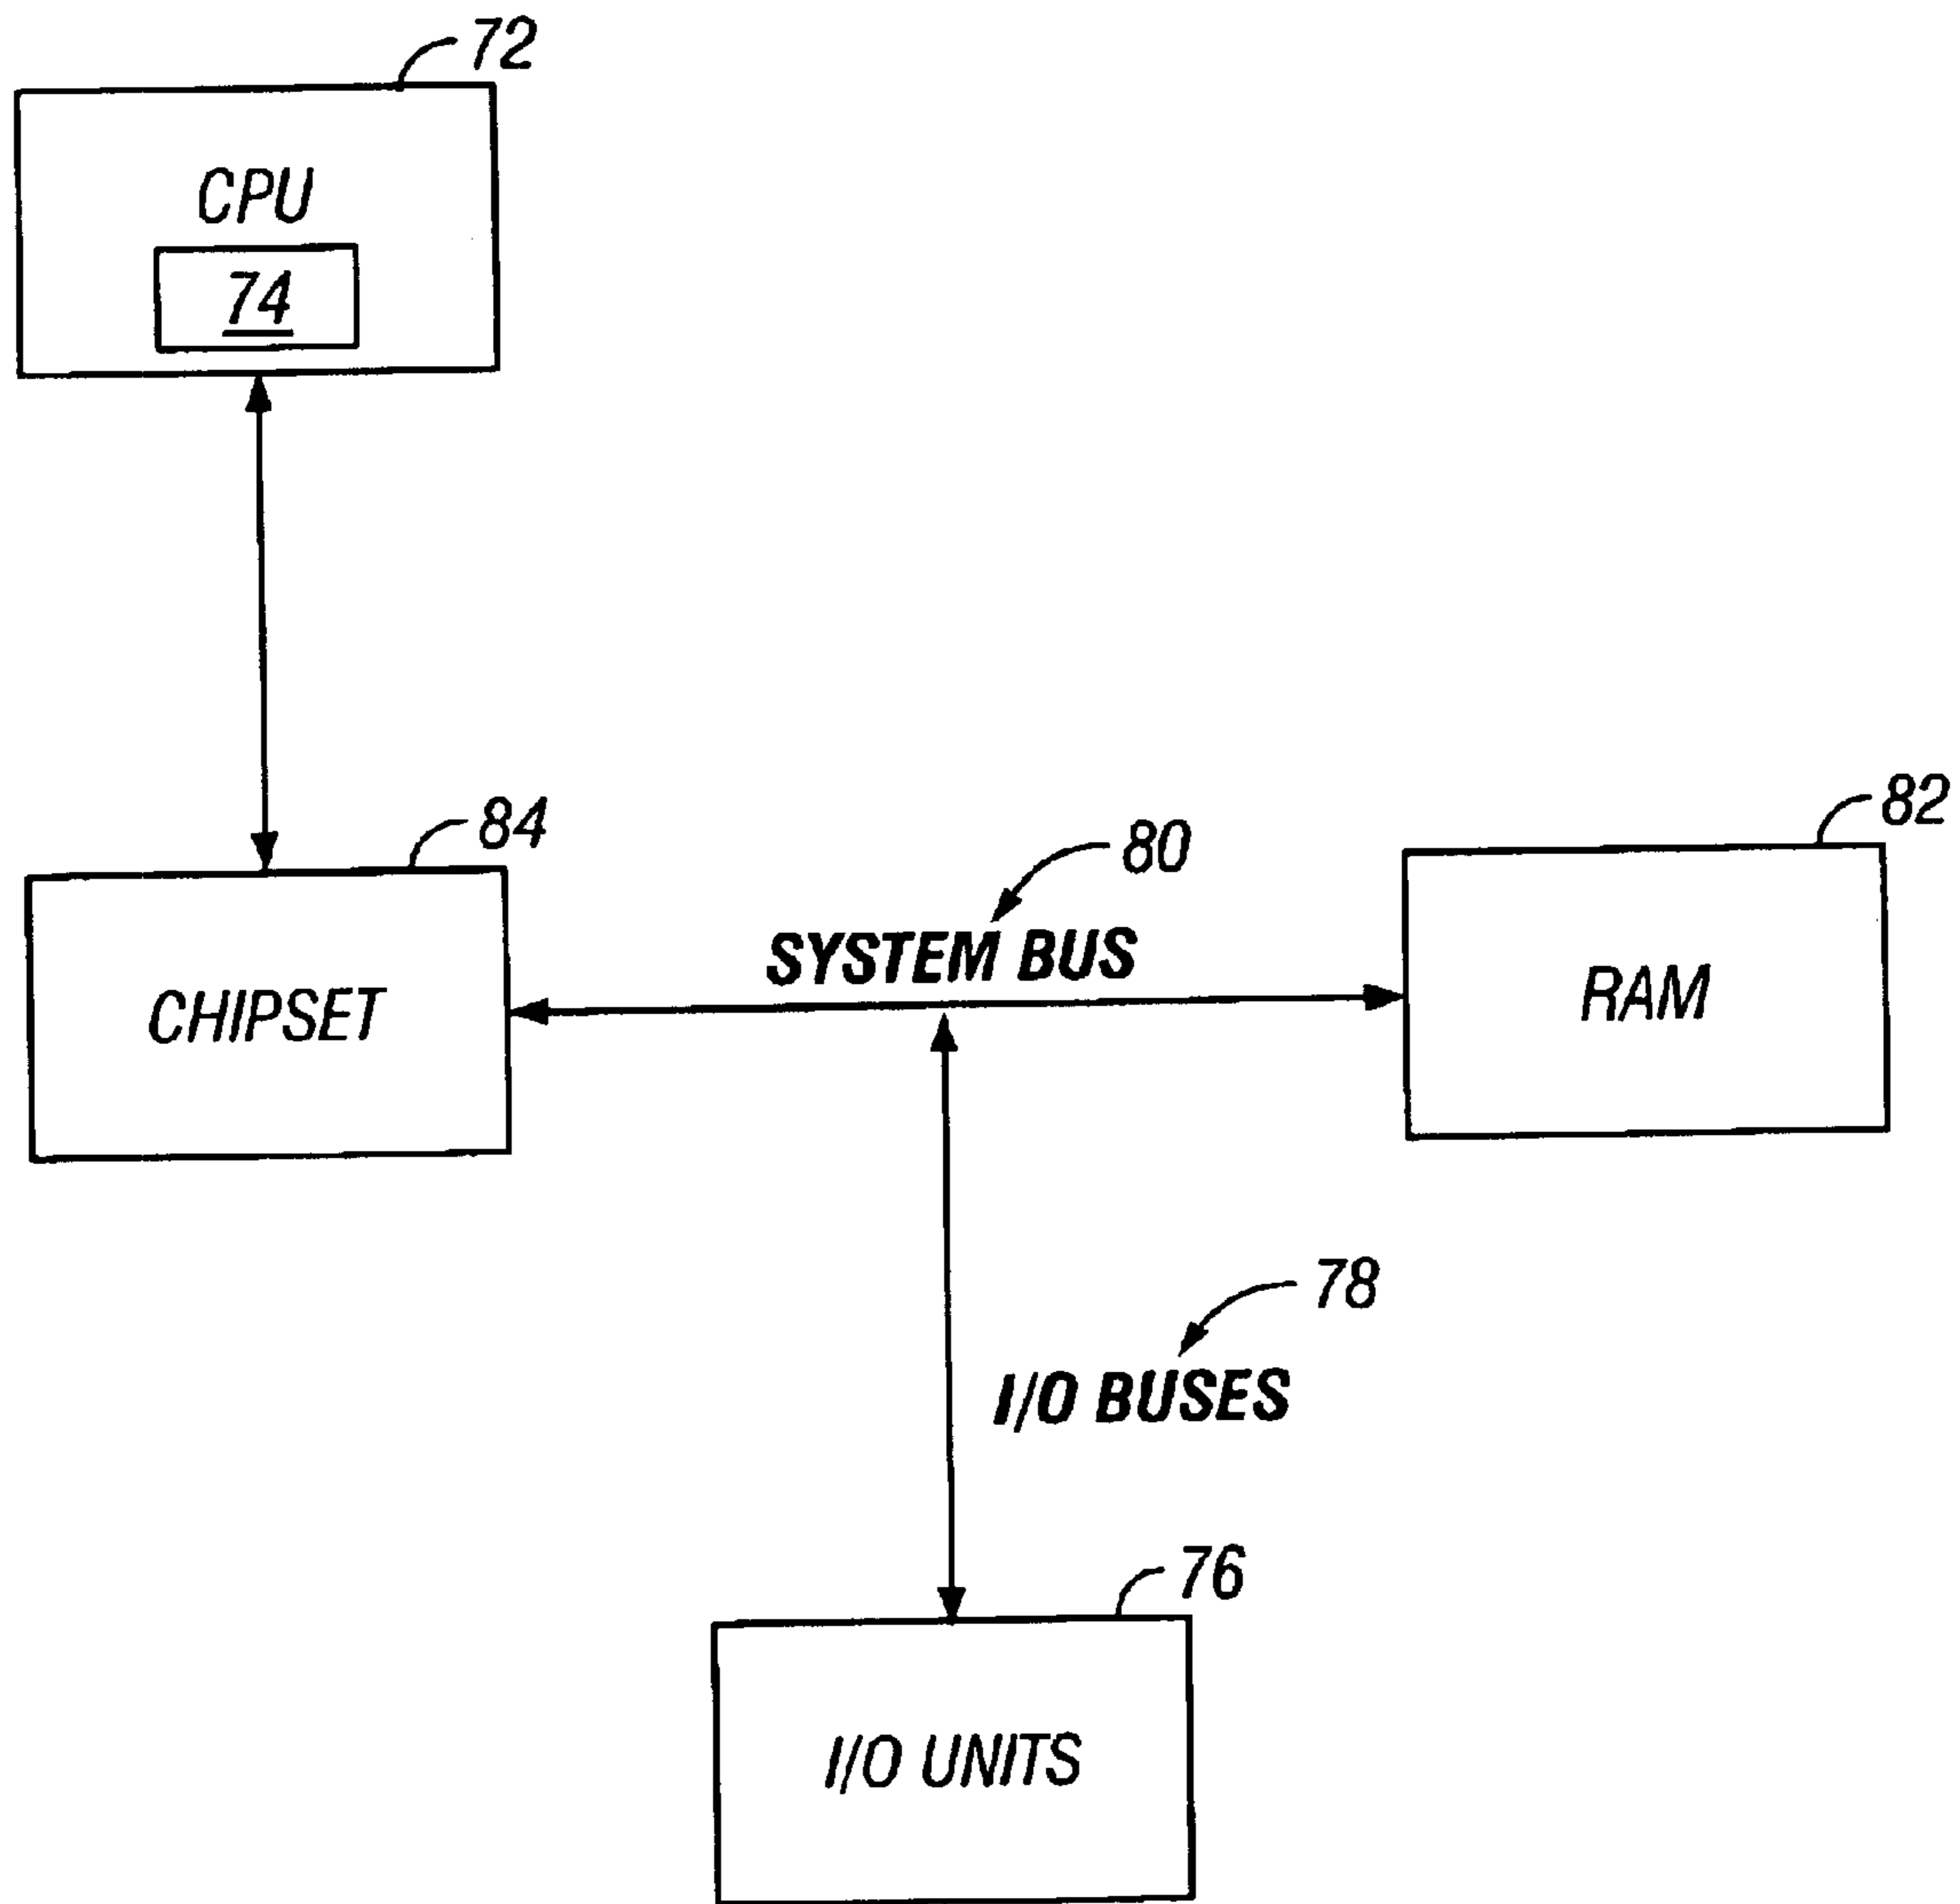 72
CPU
74
84
80
82
SYSTEM BUS
CHIPSET
RAM
78
I/O BUSES
76
I/O UNITS